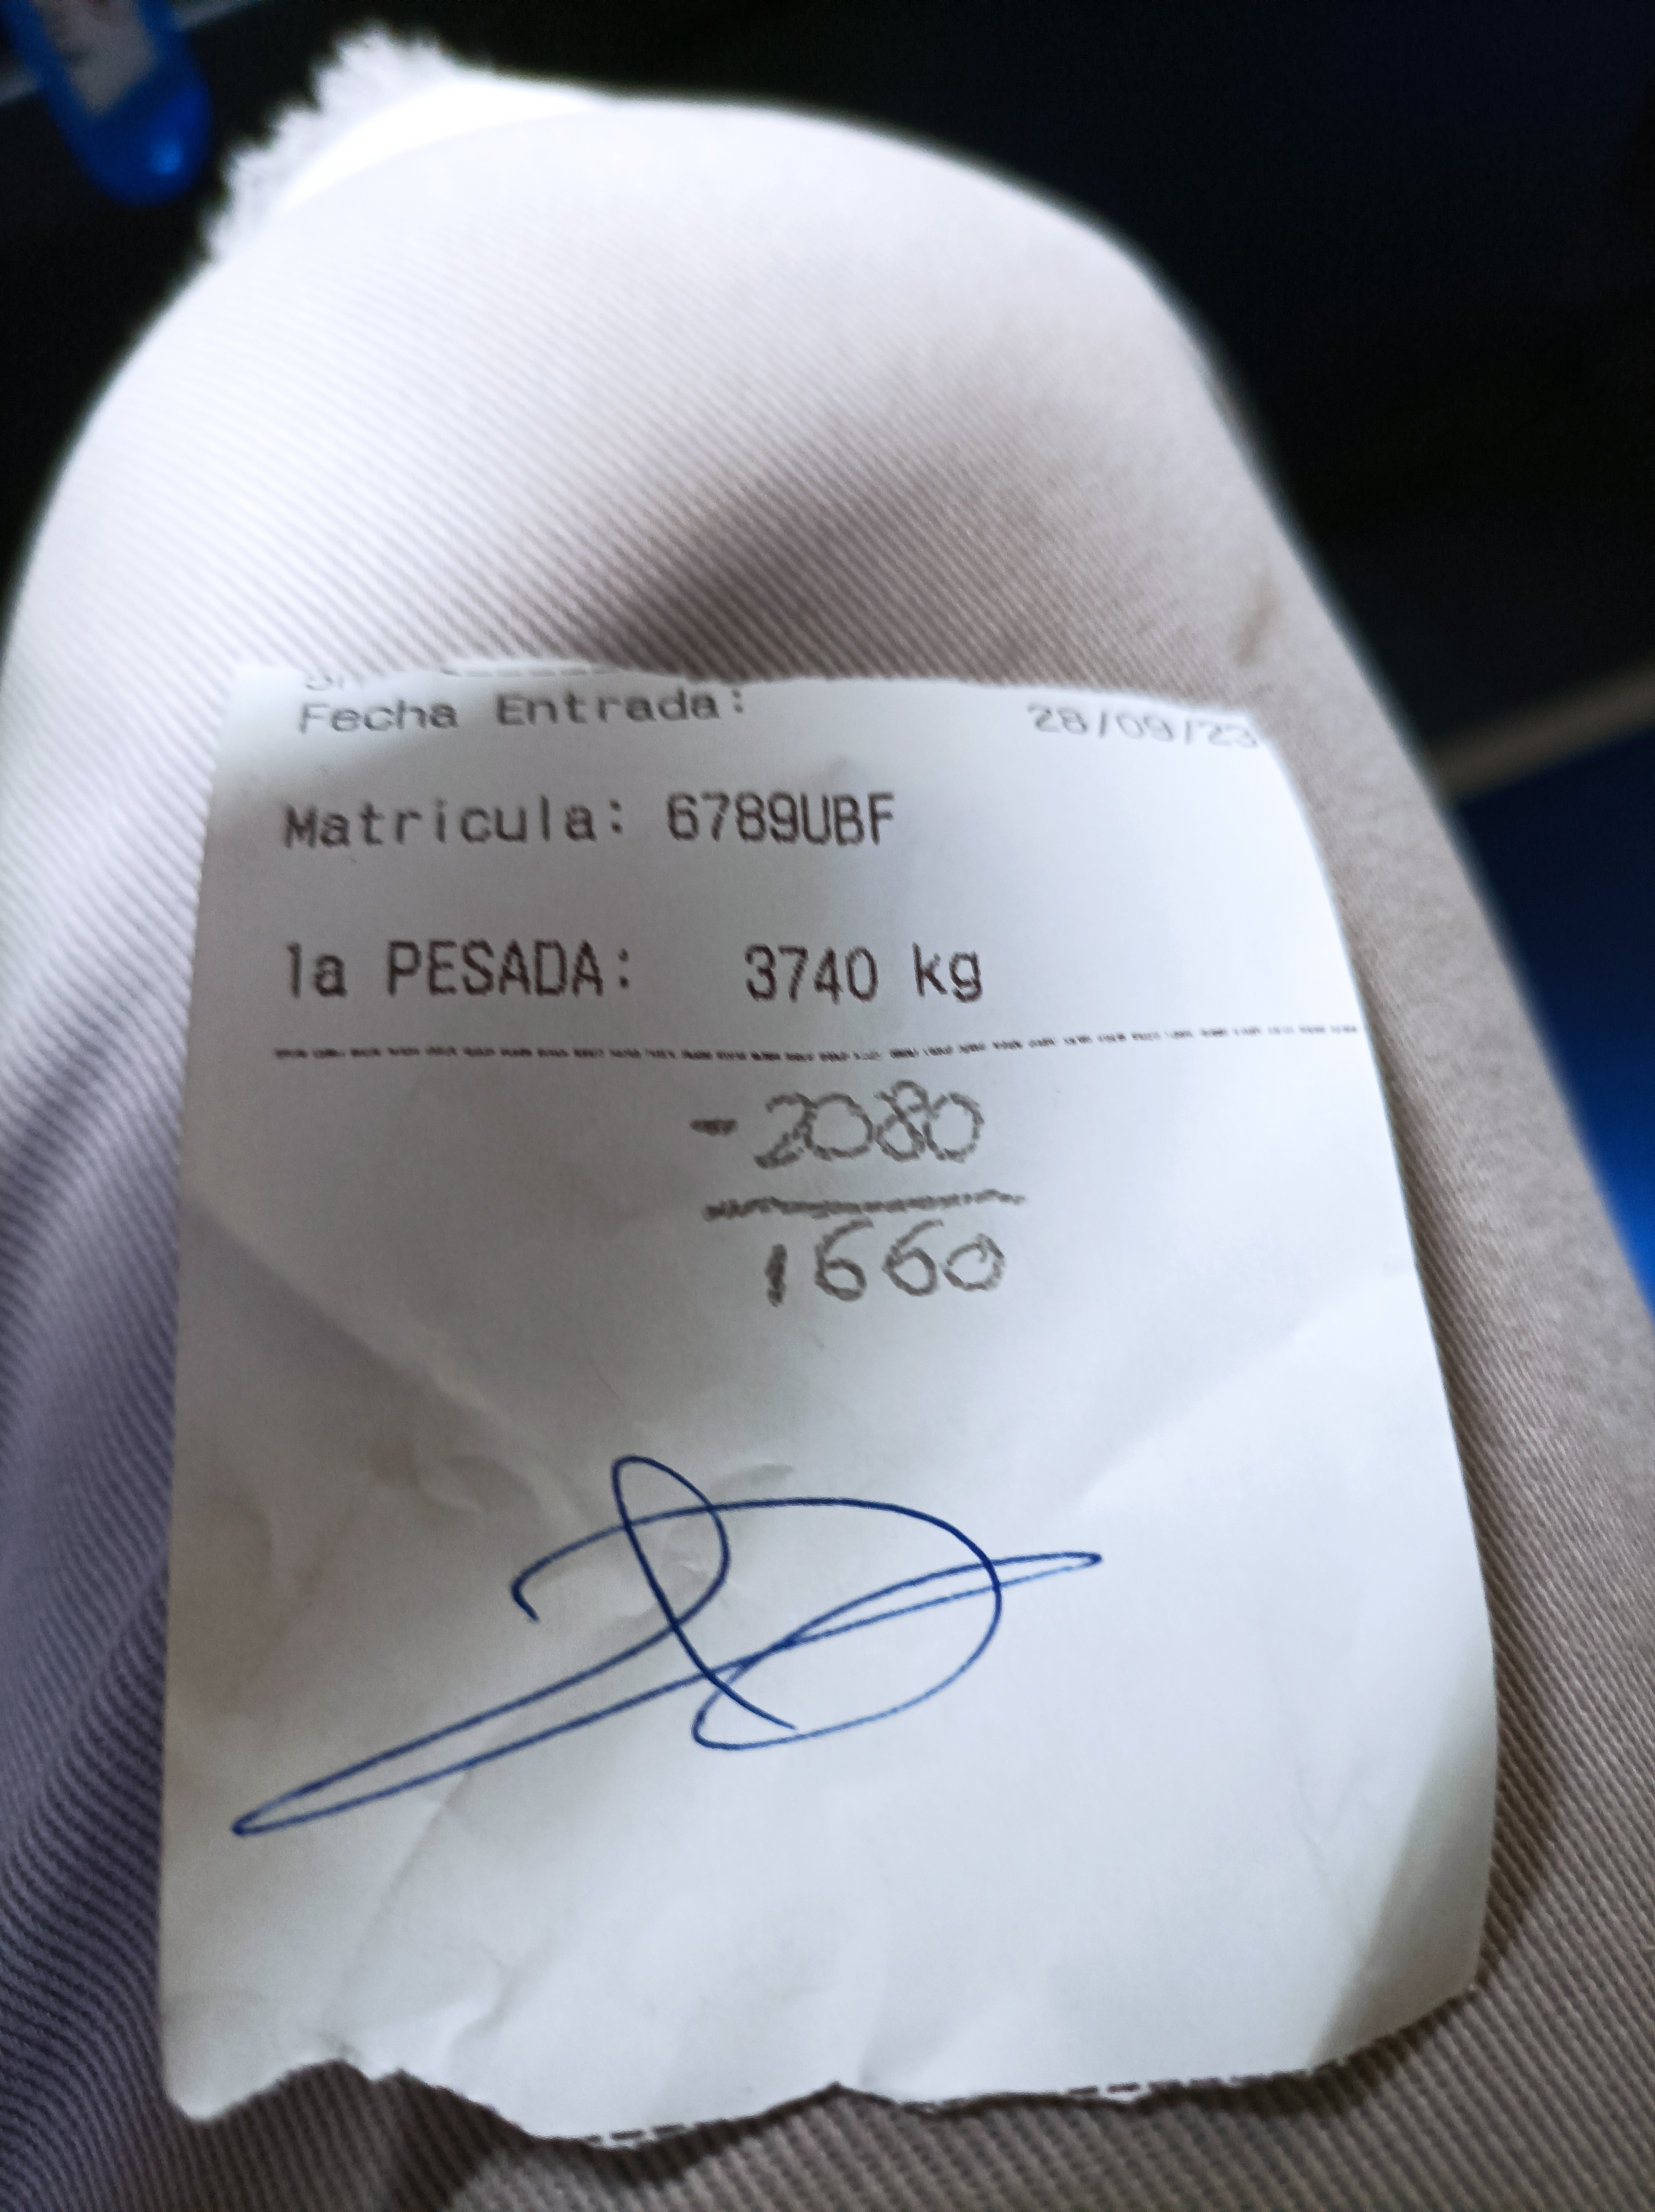 Fecha Entrada: 28/09/23
Matricula: 6789UBF
1a PESADA: 3740 kg
-2080
1660